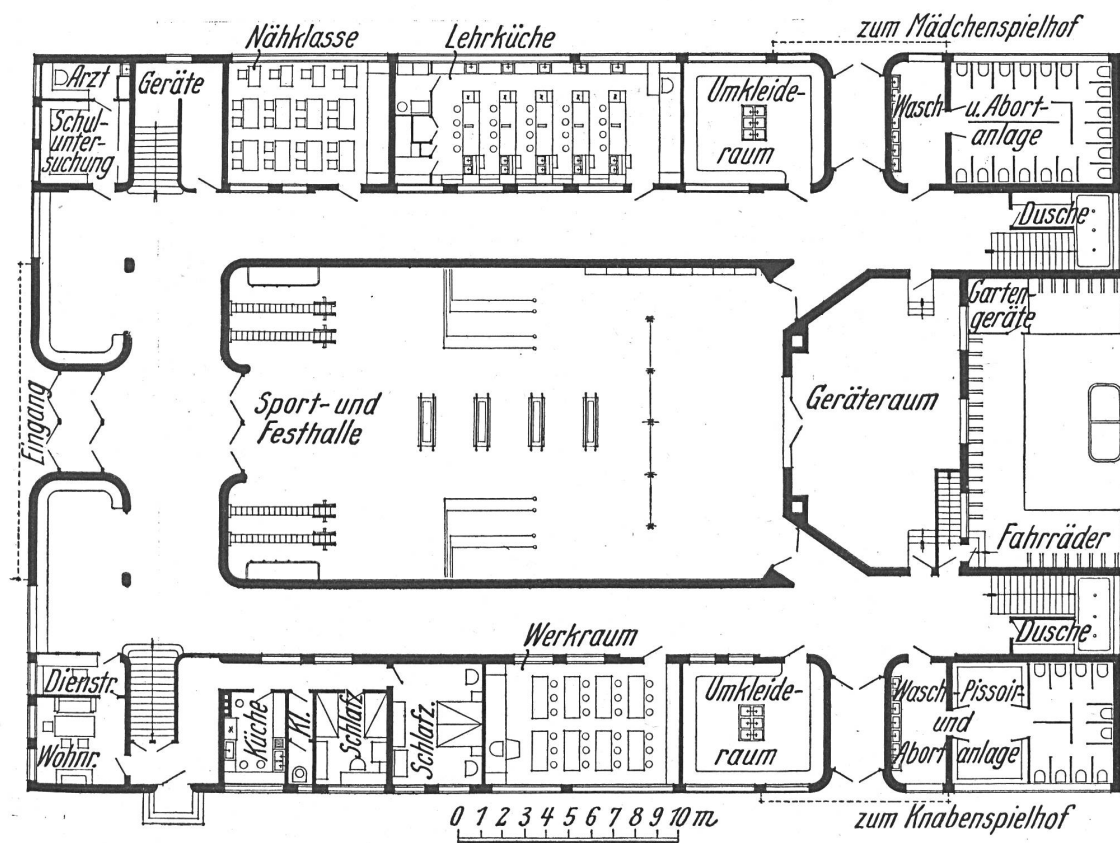 zum Mädchenspielhof
Nähklasse
Lehrküche
Arzt
Geräte
Schul-
unter-
suchung
Umkleide-
raum
Wasch-
u. Abort-
anlage
Dusche
Garten-
geräte
Eingang
Sport- und
Festhalle
Geräteraum
Fahrräder
Dusche
Werkraum
Dienstr.
Wohnr.
Küche
Kl.
Schlafz.
Schlafz.
Umkleide-
raum
Wasch-
und
Abort
Pissoir-
anlage
0 1 2 3 4 5 6 7 8 9 10 m
zum Knabenspielhof